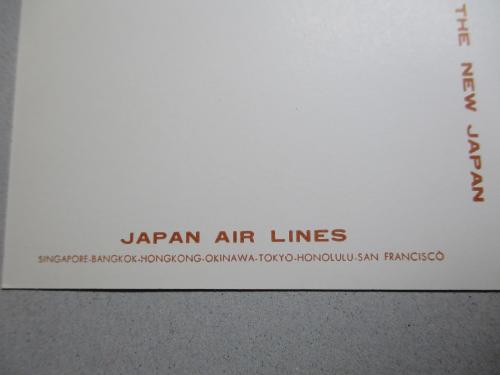 THE NEW JAPAN
JAPAN AIR LINES
SINGAPORE-BANGKOK-HONGKONG-OKINAWA-TOKYO-HONOLULU-SAN FRANCISCO